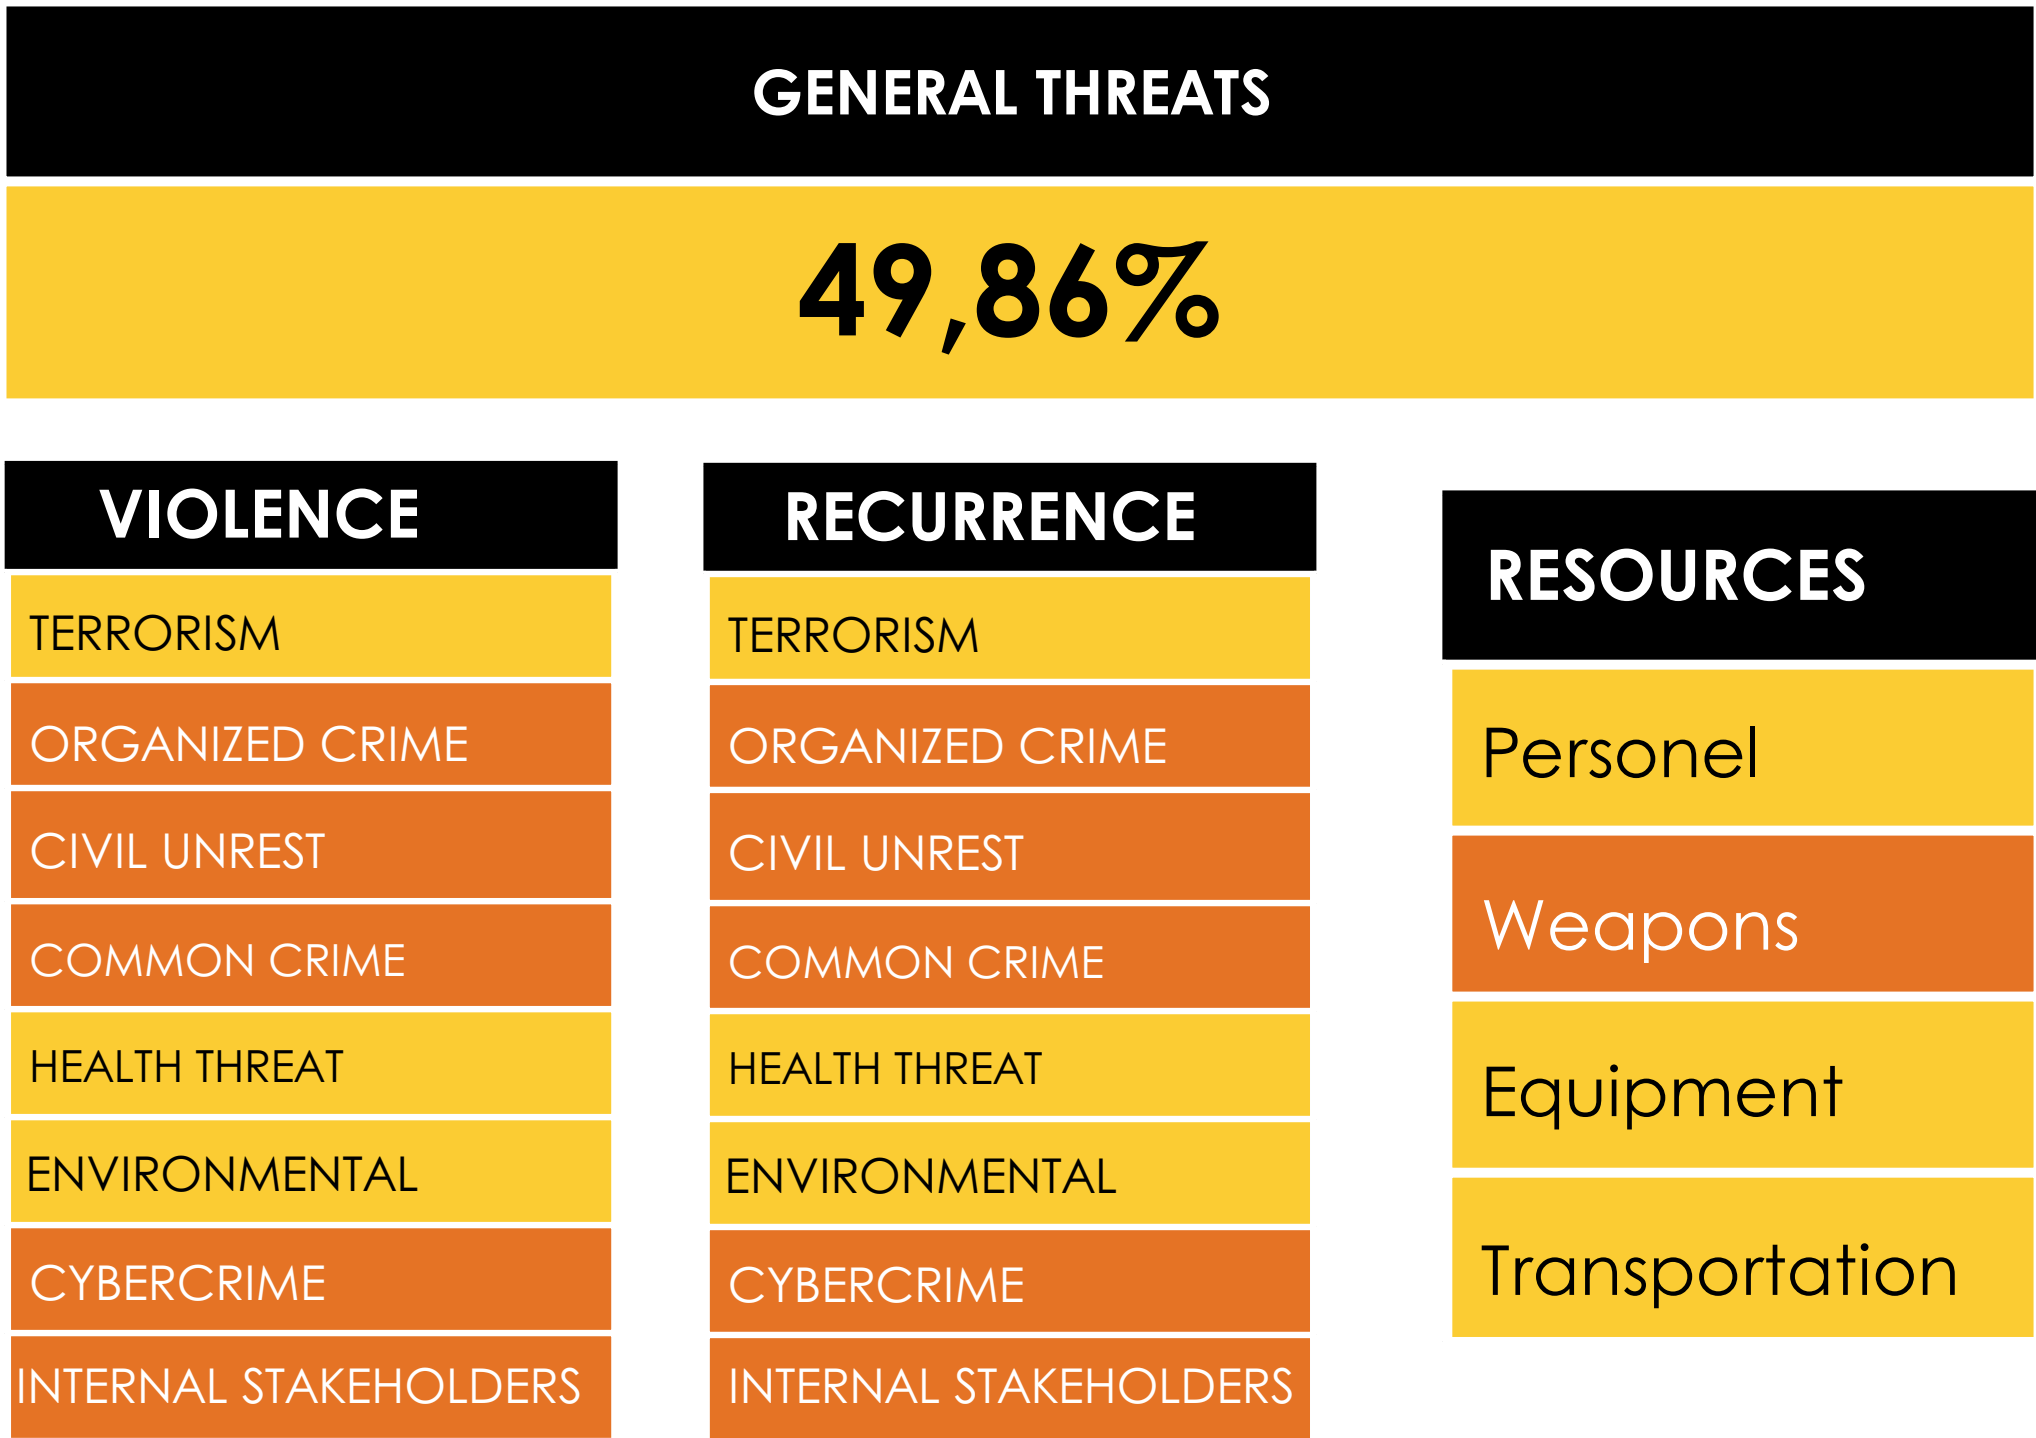 GENERAL THREATS
49,86%
VIOLENCE
TERRORISM
ORGANIZED CRIME
CIVIL UNREST
COMMON CRIME
HEALTH THREAT
ENVIRONMENTAL
CYBERCRIME
INTERNAL STAKEHOLDERS
RECURRENCE
TERRORISM
ORGANIZED CRIME
CIVIL UNREST
COMMON CRIME
HEALTH THREAT
ENVIRONMENTAL
CYBERCRIME
INTERNAL STAKEHOLDERS
RESOURCES
Personel
Weapons
Equipment
Transportation